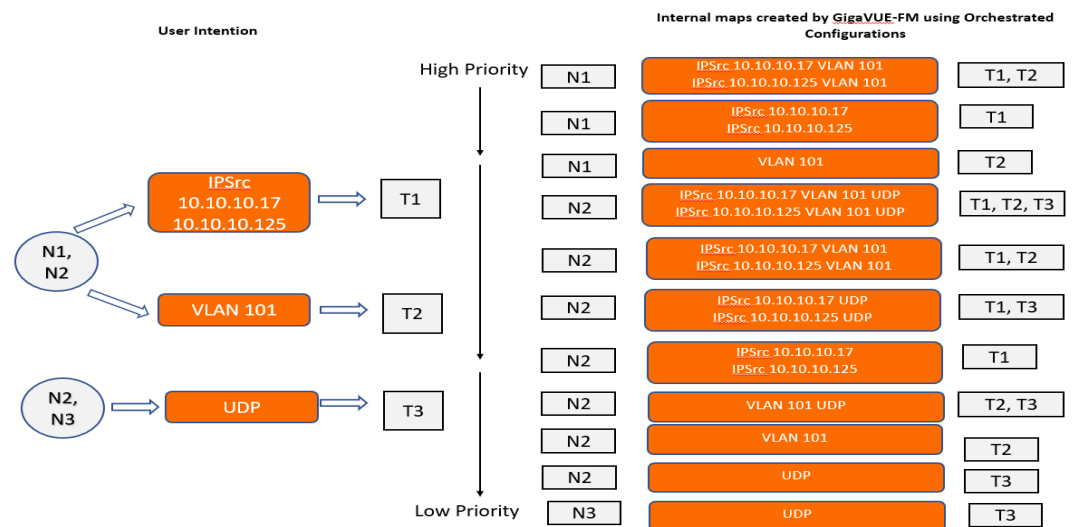 User Intention
Internal maps created by GigaVUE-FM using Orchestrated
Configurations
High Priority
N1
IPSrc 10.10.10.17 VLAN 101
IPSrc 10.10.10.125 VLAN 101
T1, T2
N1
IPSrc 10.10.10.17
IPSrc 10.10.10.125
T1
N1
VLAN 101
T2
N2
IPSrc 10.10.10.17 VLAN 101 UDP
IPSrc 10.10.10.125 VLAN 101 UDP
T1, T2, T3
N2
IPSrc 10.10.10.17 VLAN 101
IPSrc 10.10.10.125 VLAN 101
T1, T2
N2
IPSrc 10.10.10.17 UDP
IPSrc 10.10.10.125 UDP
T1, T3
N2
IPSrc 10.10.10.17
IPSrc 10.10.10.125
T1
N2
VLAN 101 UDP
T2, T3
N2
VLAN 101
T2
N2
UDP
T3
Low Priority
N3
UDP
T3
N1,
N2
IPSrc
10.10.10.17
10.10.10.125
T1
VLAN 101
T2
N2,
N3
UDP
T3